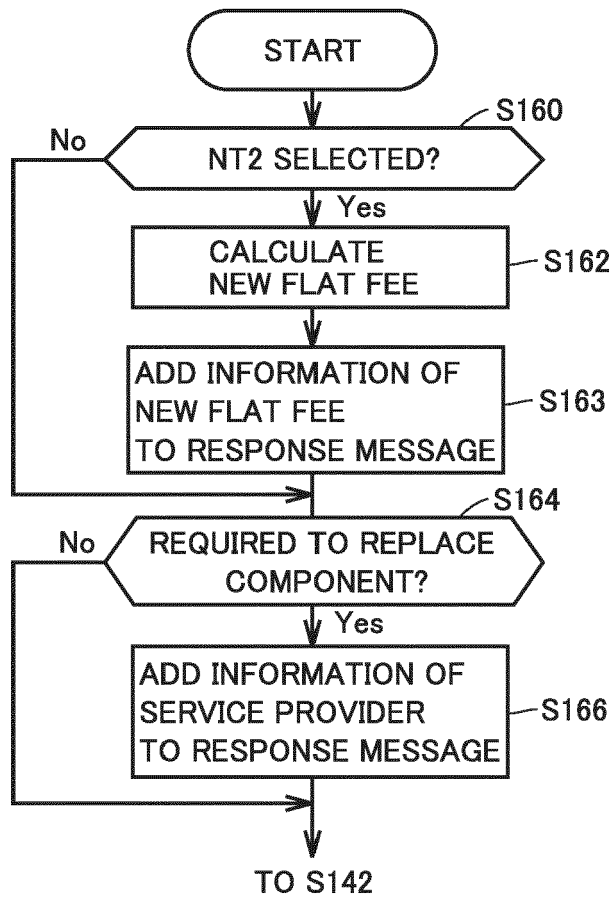 START
S160
No
NT2 SELECTED?
Yes
CALCULATE
NEW FLAT FEE
S162
ADD INFORMATION OF
NEW FLAT FEE
TO RESPONSE MESSAGE
S163
S164
No
REQUIRED TO REPLACE
COMPONENT?
Yes
ADD INFORMATION OF
SERVICE PROVIDER
TO RESPONSE MESSAGE
S166
TO S142